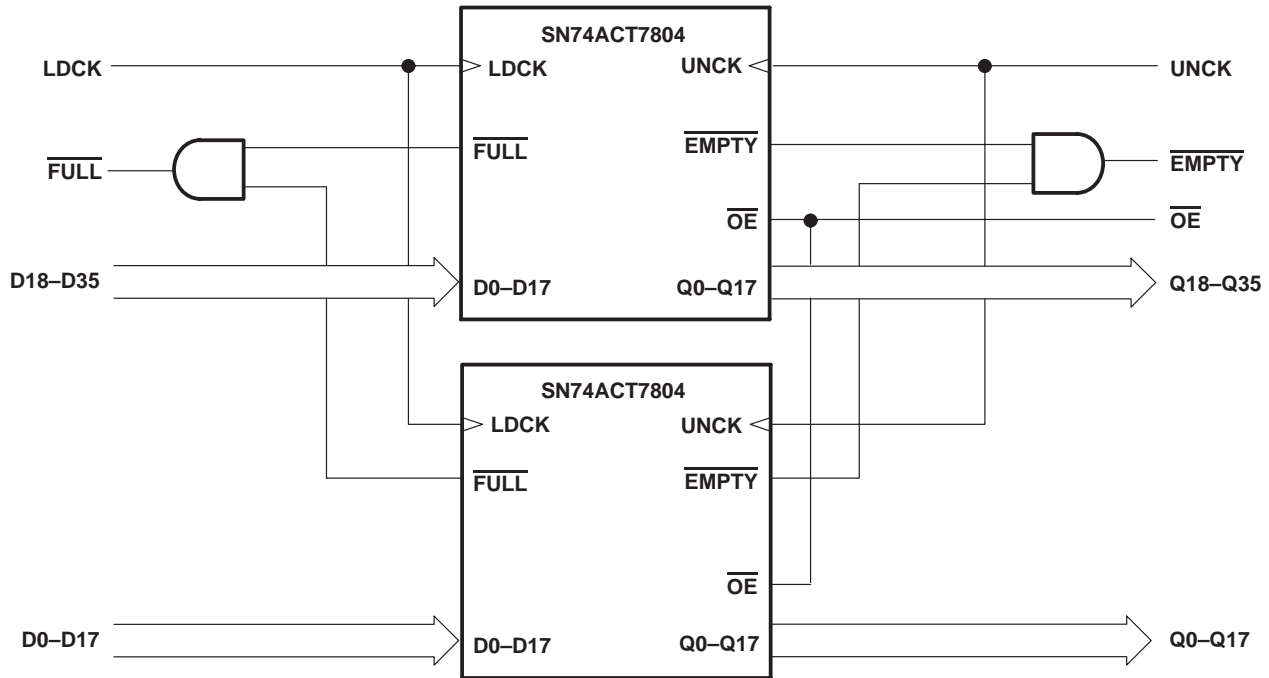 SN74ACT7804
LDCK
LDCK
UNCK
UNCK
FULL
FULL
EMPTY
EMPTY
OE
OE
D18–D35
D0–D17
Q0–Q17
Q18–Q35
SN74ACT7804
LDCK
UNCK
FULL
EMPTY
OE
D0–D17
D0–D17
Q0–Q17
Q0–Q17